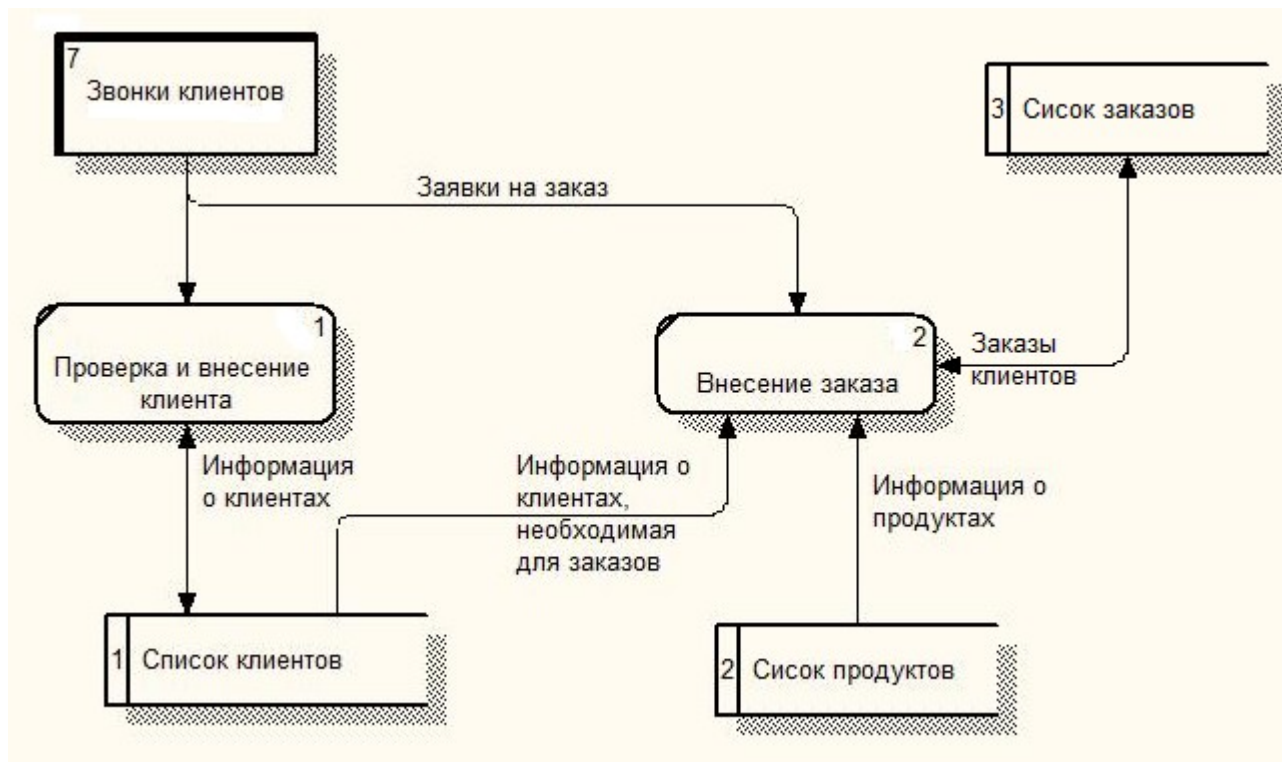 7
Звонки клиентов
3 Сисок заказов
Заявки на заказ
1
Проверка и внесение
клиента
2
Внесение заказа
Заказы
клиентов
Информация
о клиентах
Информация о
клиентах,
необходимая
для заказов
Информация о
продуктах
1 Список клиентов
2 Сисок продуктов